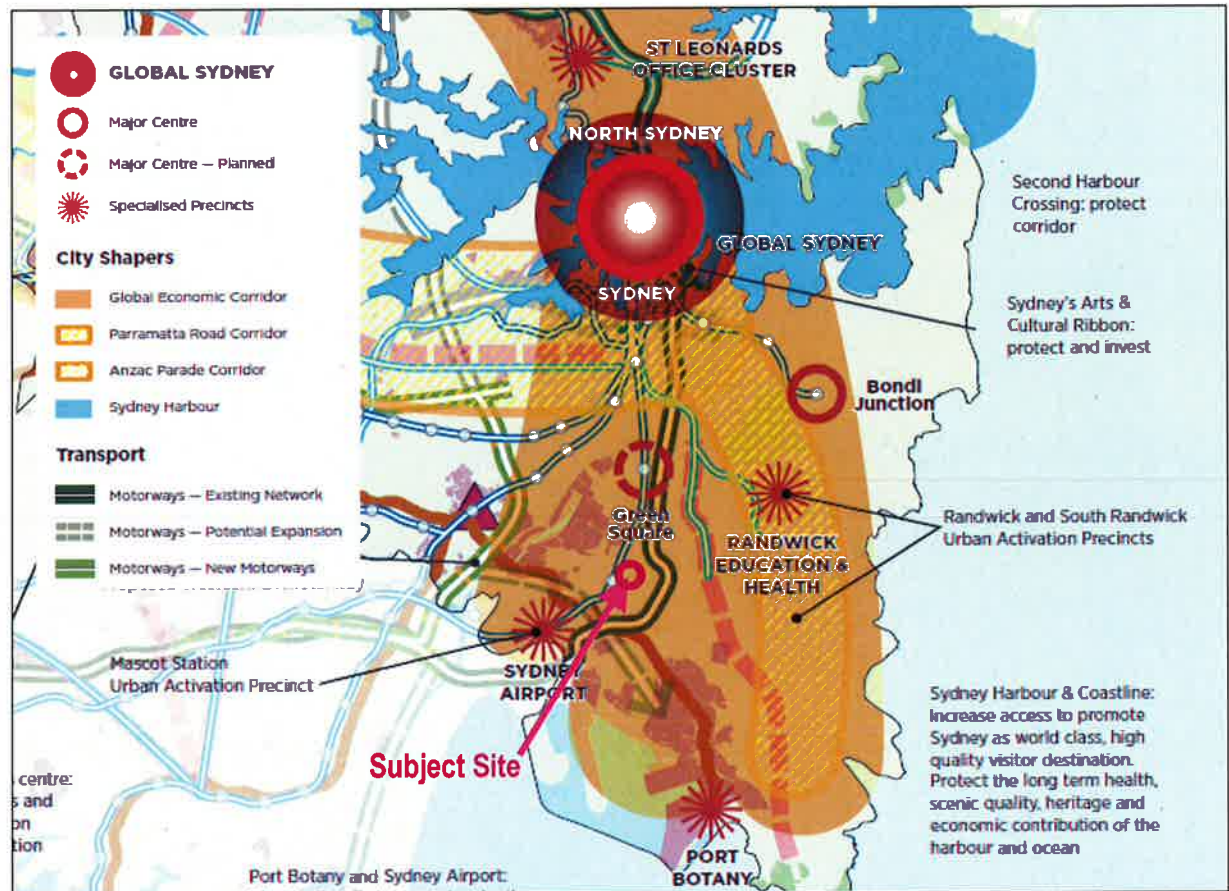 GLOBAL SYDNEY
Major Centre
Major Centre — Planned
Specialised Precincts
City Shapers
Global Economic Corridor
Parramatta Road Corridor
Anzac Parade Corridor
Sydney Harbour
Transport
Motorways — Existing Network
Motorways — Potential Expansion
Motorways — New Motorways
ST LEONARDS
OFFICE CLUSTER
NORTH SYDNEY
GLOBAL SYDNEY
SYDNEY
Second Harbour
Crossing: protect
corridor
Sydney's Arts &
Cultural Ribbon:
protect and invest
Bondi
Junction
Green
Square
RANDWICK
EDUCATION &
HEALTH
Randwick and South Randwick
Urban Activation Precincts
Mascot Station
Urban Activation Precinct
SYDNEY
AIRPORT
Subject Site
Sydney Harbour & Coastline:
Increase access to promote
Sydney as world class, high
quality visitor destination.
Protect the long term health,
scenic quality, heritage and
economic contribution of the
harbour and ocean
centre:
s and
on
tion
PORT
BOTANY
Port Botany and Sydney Airport: